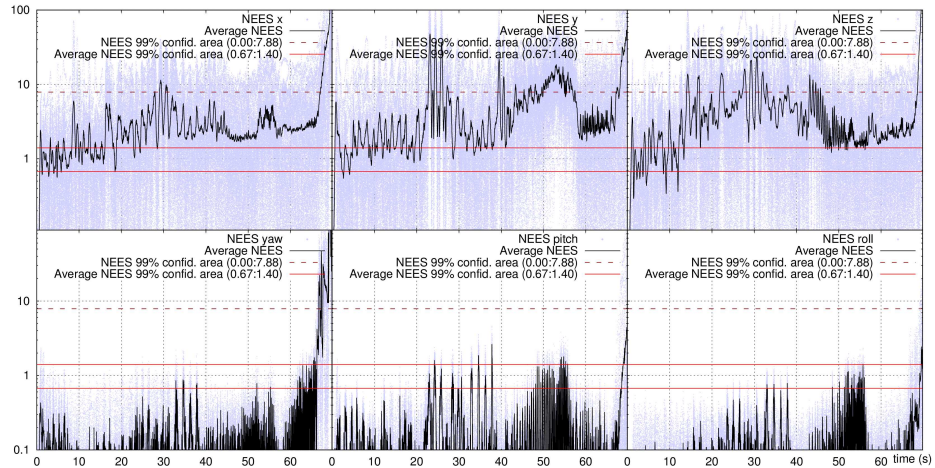 100
10
1
NEES x
Average NEES
NEES 99% confid. area (0.00:7.88)
Average NEES 99% confid. area (0.67:1.40)
NEES y
Average NEES
NEES 99% confid. area (0.00:7.88)
Average NEES 99% confid. area (0.67:1.40)
NEES z
Average NEES
NEES 99% confid. area (0.00:7.88)
Average NEES 99% confid. area (0.67:1.40)
10
1
0.1
NEES yaw
Average NEES
NEES 99% confid. area (0.00:7.88)
Average NEES 99% confid. area (0.67:1.40)
NEES pitch
Average NEES
NEES 99% confid. area (0.00:7.88)
Average NEES 99% confid. area (0.67:1.40)
NEES roll
Average NEES
NEES 99% confid. area (0.00:7.88)
Average NEES 99% confid. area (0.67:1.40)
0 10 20 30 40 50 60 0 10 20 30 40 50 60 0 10 20 30 40 50 60 time (s)